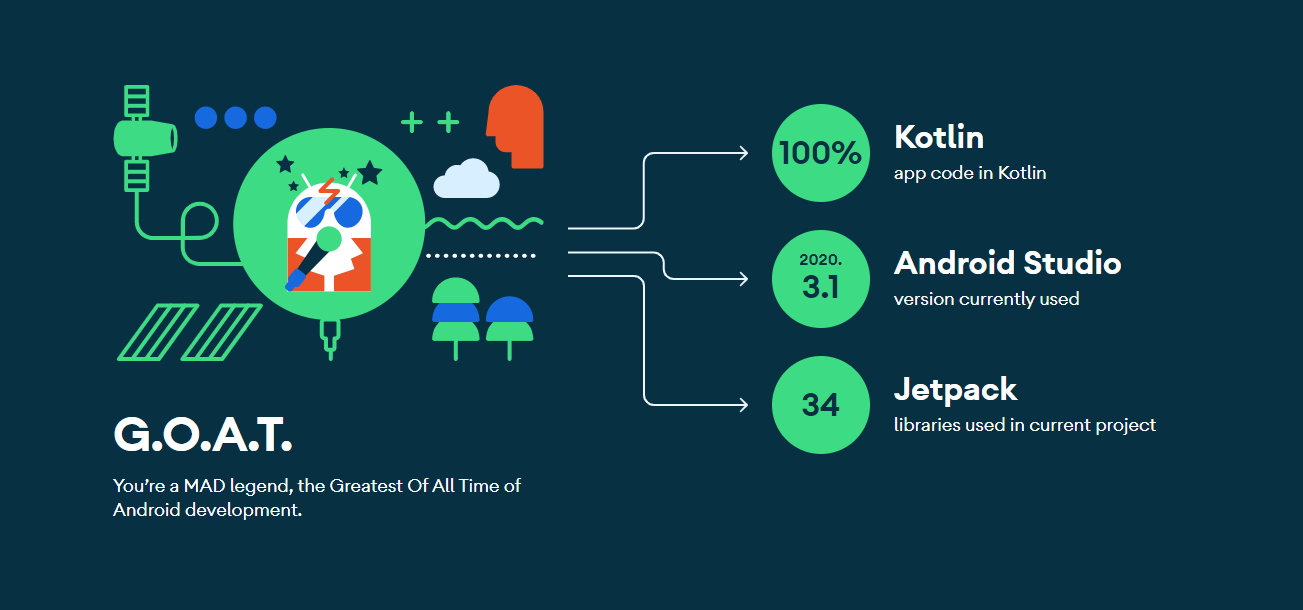 G.O.A.T.
You’re a MAD legend, the Greatest Of All Time of
Android development.
100%
Kotlin
app code in Kotlin
2020.
3.1
Android Studio
version currently used
34
Jetpack
libraries used in current project